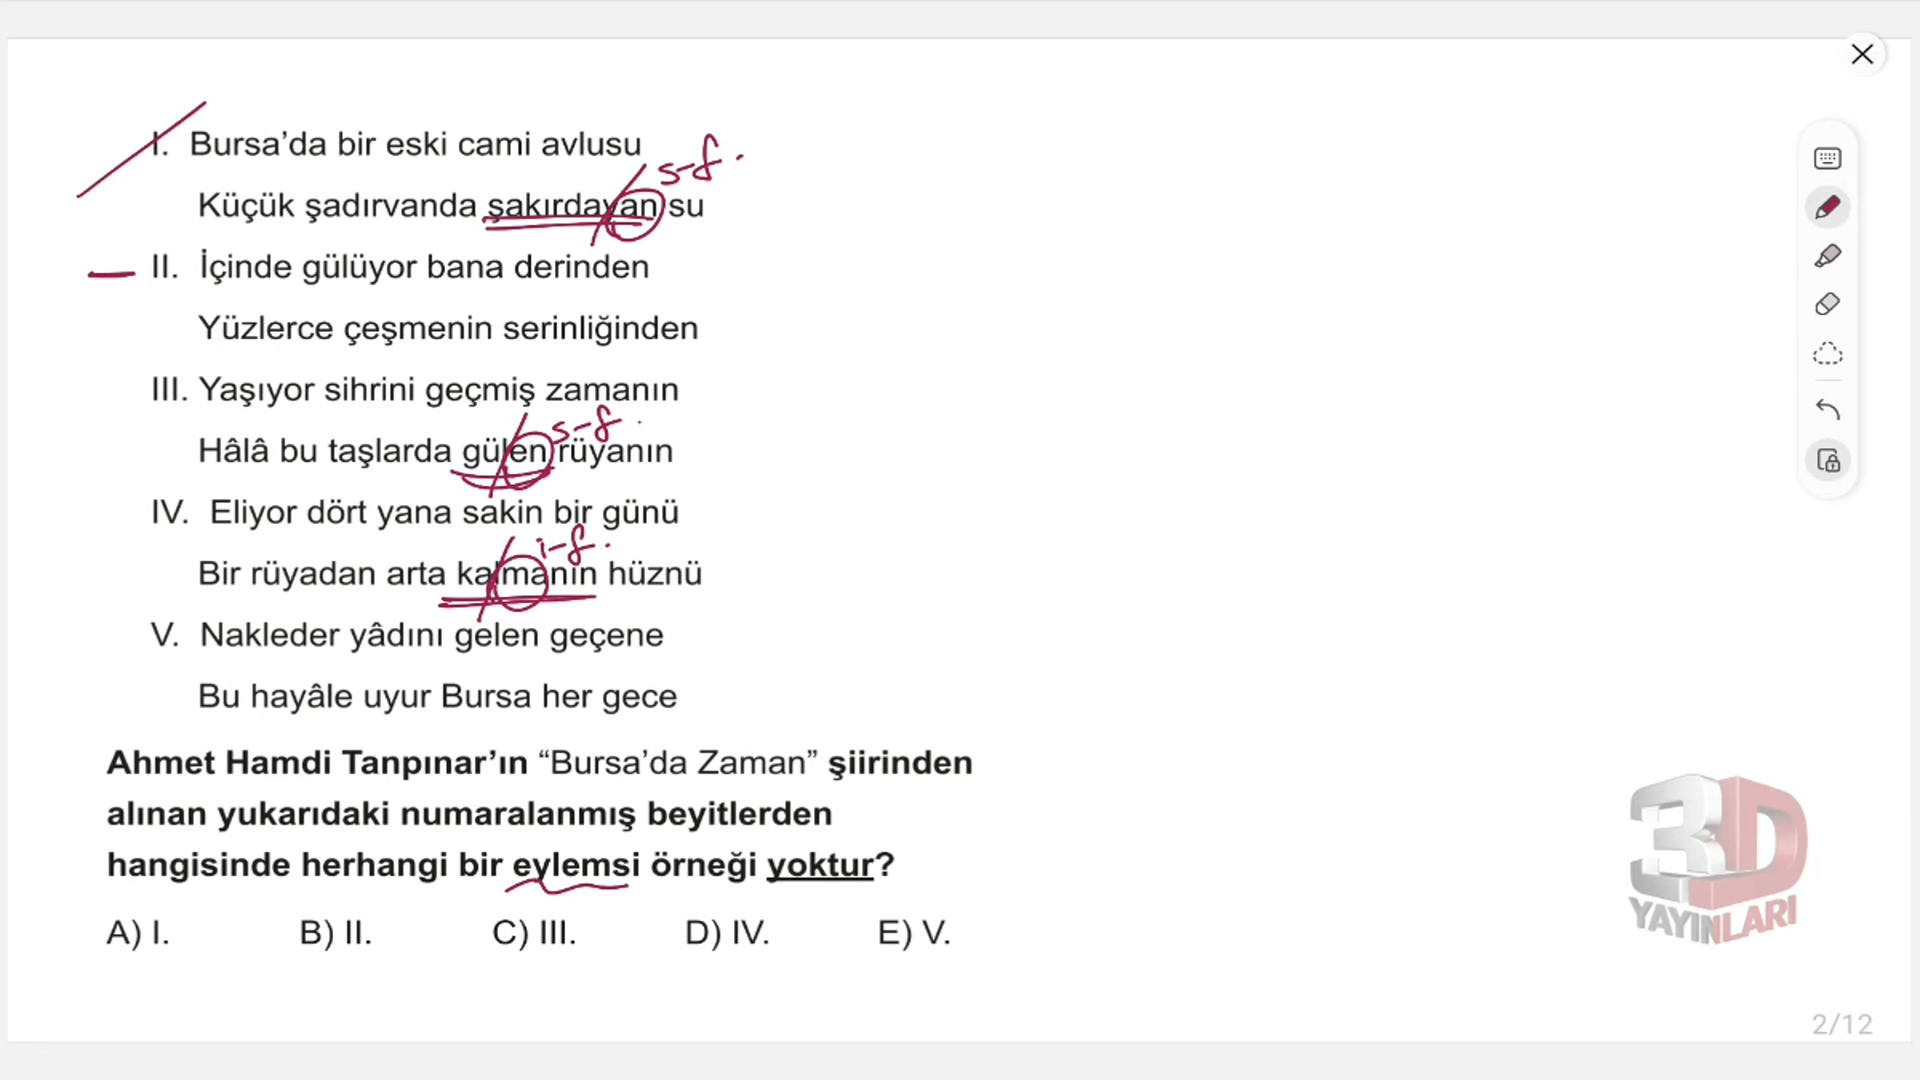 I. Bursa’da bir eski cami avlusu
s-f.
Küçük şadırvanda şakırdayan su
II. İçinde gülüyor bana derinden
Yüzlerce çeşmenin serinliğinden
III. Yaşıyor sihrini geçmiş zamanın
s-f.
Hâlâ bu taşlarda gülen rüyanın
IV. Eliyor dört yana sakin bir günü
i-f.
Bir rüyadan arta kalmanın hüznü
V. Nakleder yâdını gelen geçene
Bu hayâle uyur Bursa her gece
Ahmet Hamdi Tanpınar’ın “Bursa’da Zaman” şiirinden
alınan yukarıdaki numaralanmış beyitlerden
hangisinde herhangi bir eylemsi örneği yoktur?
A) I. B) II. C) III. D) IV. E) V.
3D
YAYINLARI
2/12